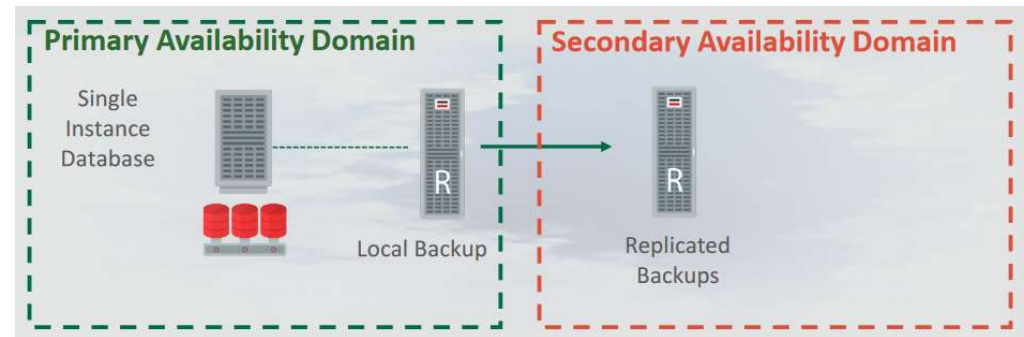 Primary Availability Domain
Secondary Availability Domain
Single
Instance
Database
R
R
Local Backup
Replicated
Backups